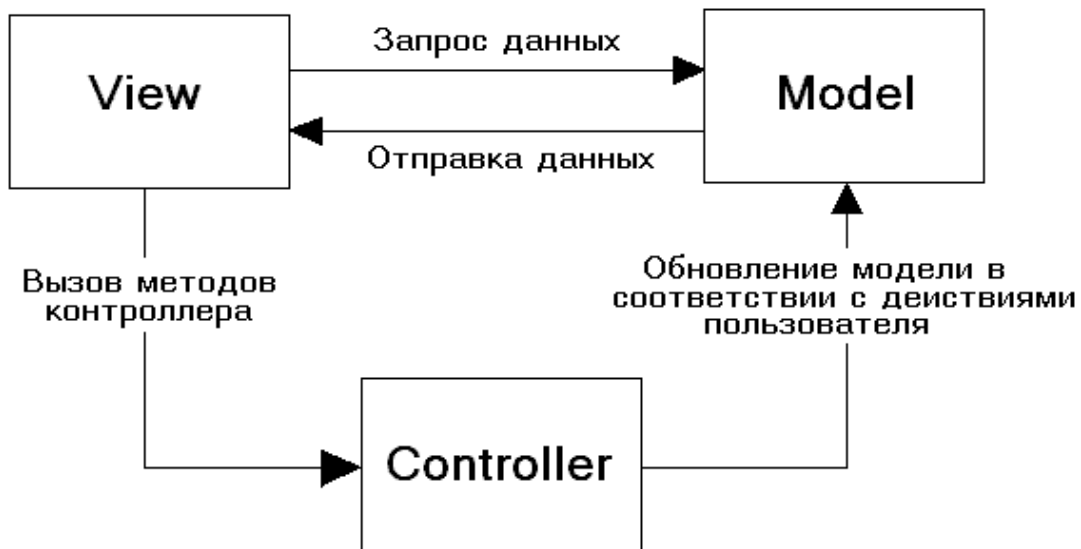 Запрос данных
View
Model
Отправка данных
Вызов методов
контроллера
Обновление модели в
соответствии с деиствиями
пользователя
Controller